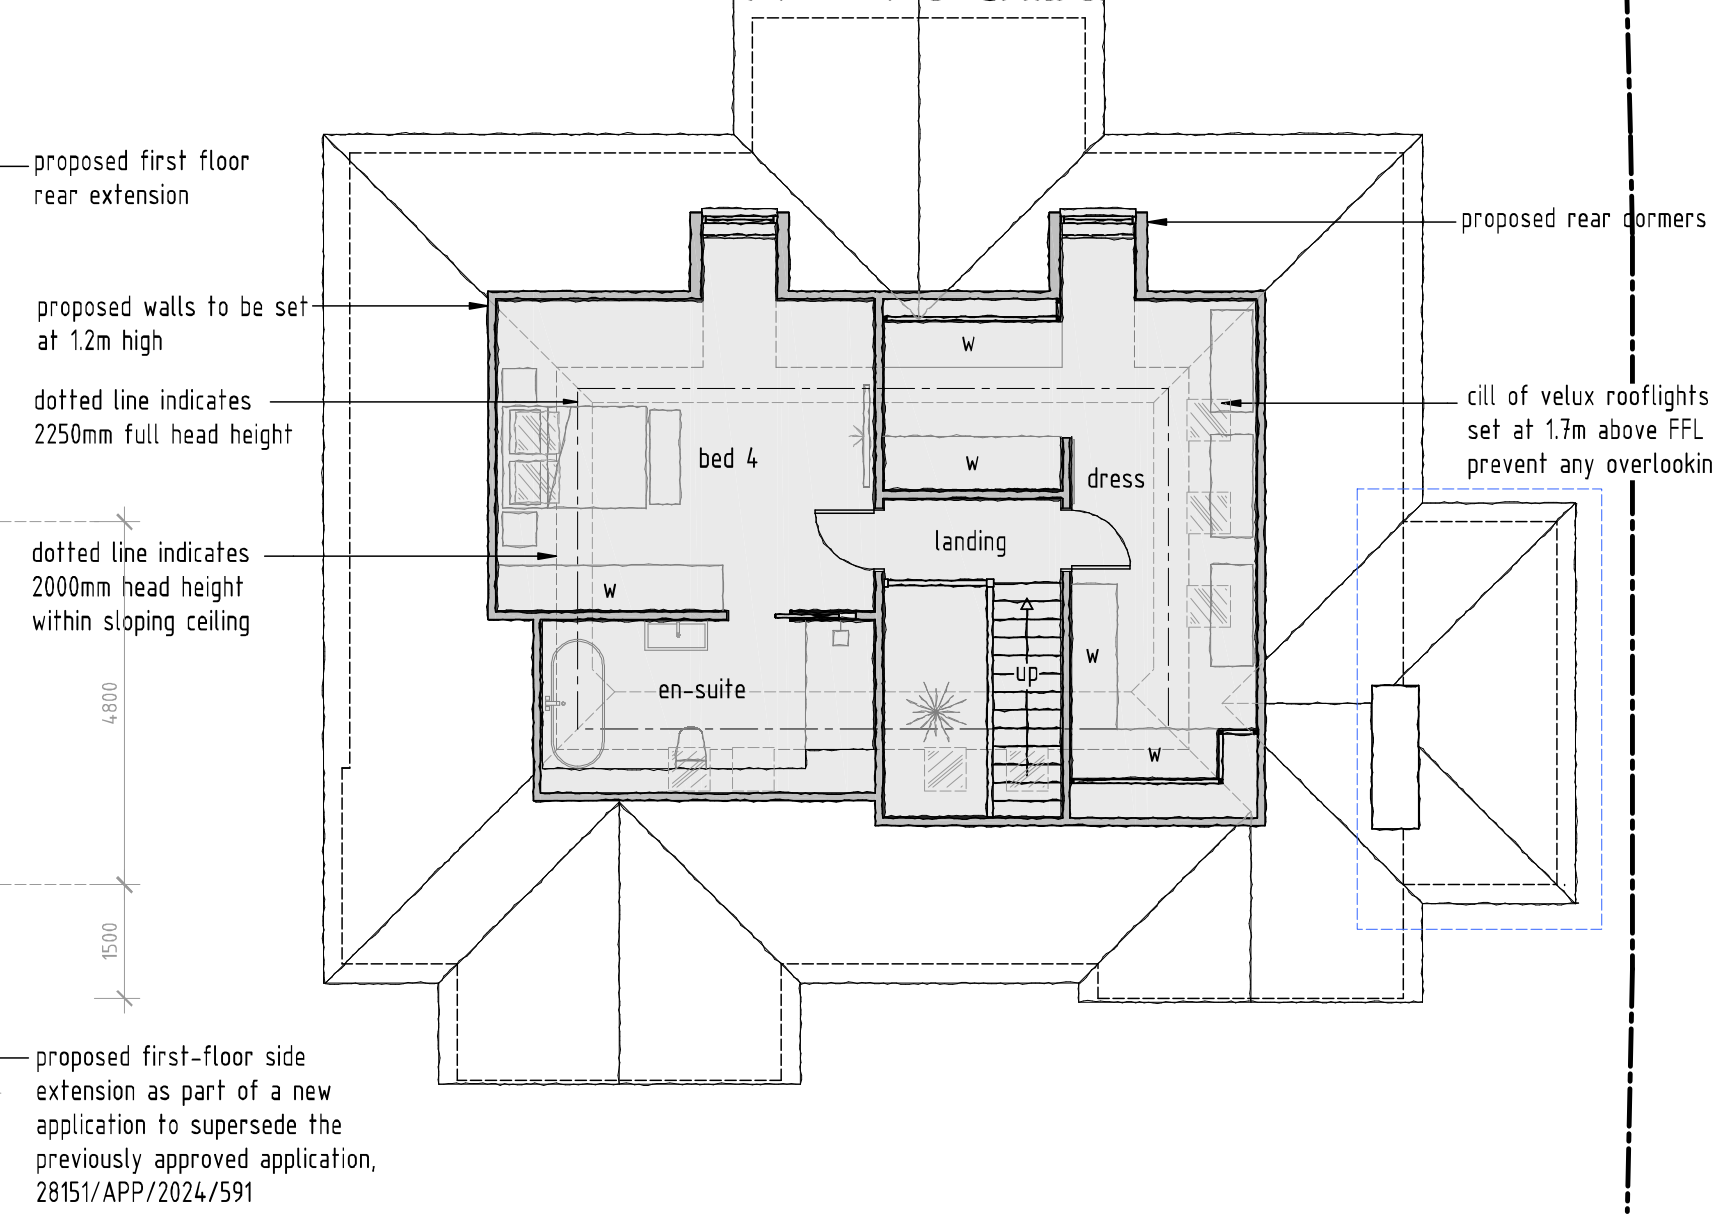 proposed first floor
rear extension
proposed rear dormers
proposed walls to be set
at 1.2m high
W
dotted line indicates
2250mm full head height
cill of velux rooflights
set at 1.7m above FFL
prevent any overlookin
bed 4
W
dress
landing
dotted line indicates
2000mm head height
within sloping ceiling
W
W
up
en-suite
4800
W
1500
proposed first-floor side
extension as part of a new
application to supersede the
previously approved application,
28151/APP/2024/591